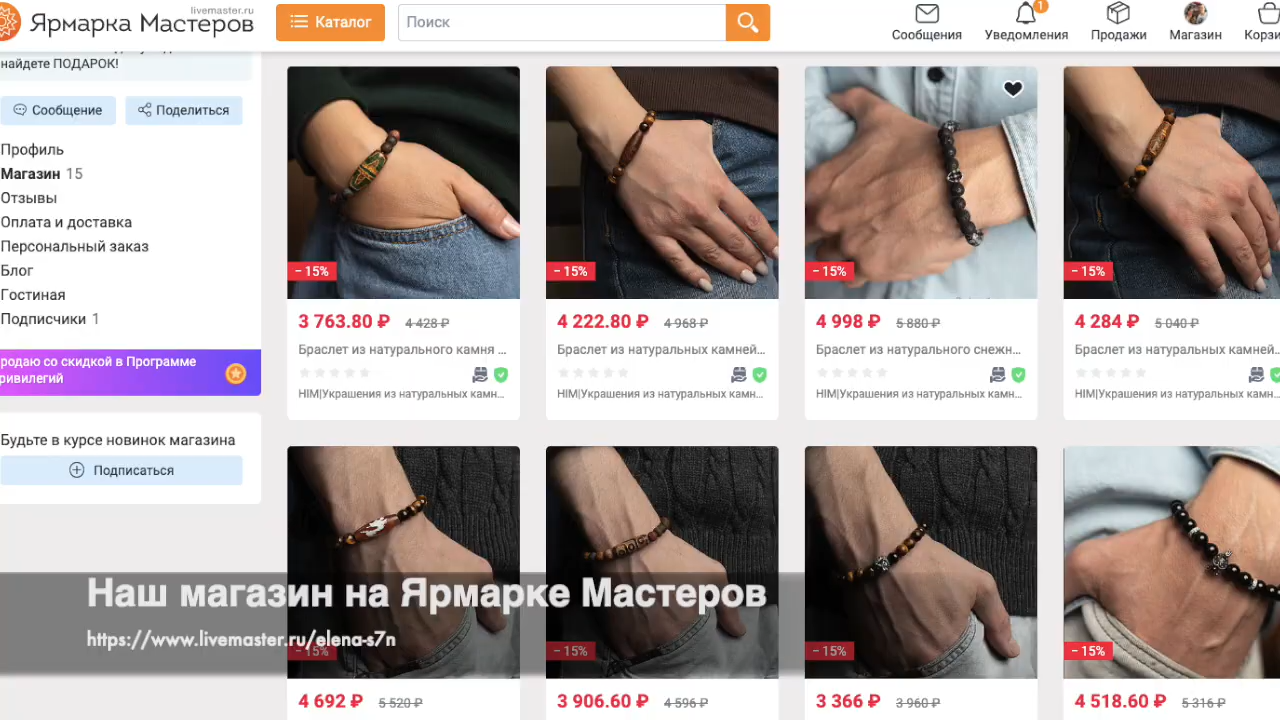 livemaster.ru
Ярмарка Мастеров
Каталог
Поиск
1
Сообщения
Уведомления
Продажи
Магазин
найдете ПОДАРОК!
Сообщение
Поделиться
Профиль
Магазин 15
Отзывы
Оплата и доставка
Персональный заказ
Блог
Гостиная
Подписчики 1
родаю со скидкой в Программе
ривилегий
Будьте в курсе новинок магазина
Подписаться
– 15%
3 763.80 ₽ 4 428 ₽
Браслет из натурального камня ...
HIM|Украшения из натуральных камн...
– 15%
4 222.80 ₽ 4 968 ₽
Браслет из натуральных камней...
HIM|Украшения из натуральных камн...
– 15%
4 998 ₽ 5 880 ₽
Браслет из натурального снежн...
HIM|Украшения из натуральных камн...
– 15%
4 284 ₽ 5 040 ₽
Браслет из натуральных камней...
HIM|Украшения из натуральных камн...
Наш магазин на Ярмарке Мастеров
https://www.livemaster.ru/elena-s7n
– 15%
4 692 ₽ 5 520 ₽
– 15%
3 906.60 ₽ 4 596 ₽
– 15%
3 366 ₽ 3 960 ₽
– 15%
4 518.60 ₽ 5 316 ₽